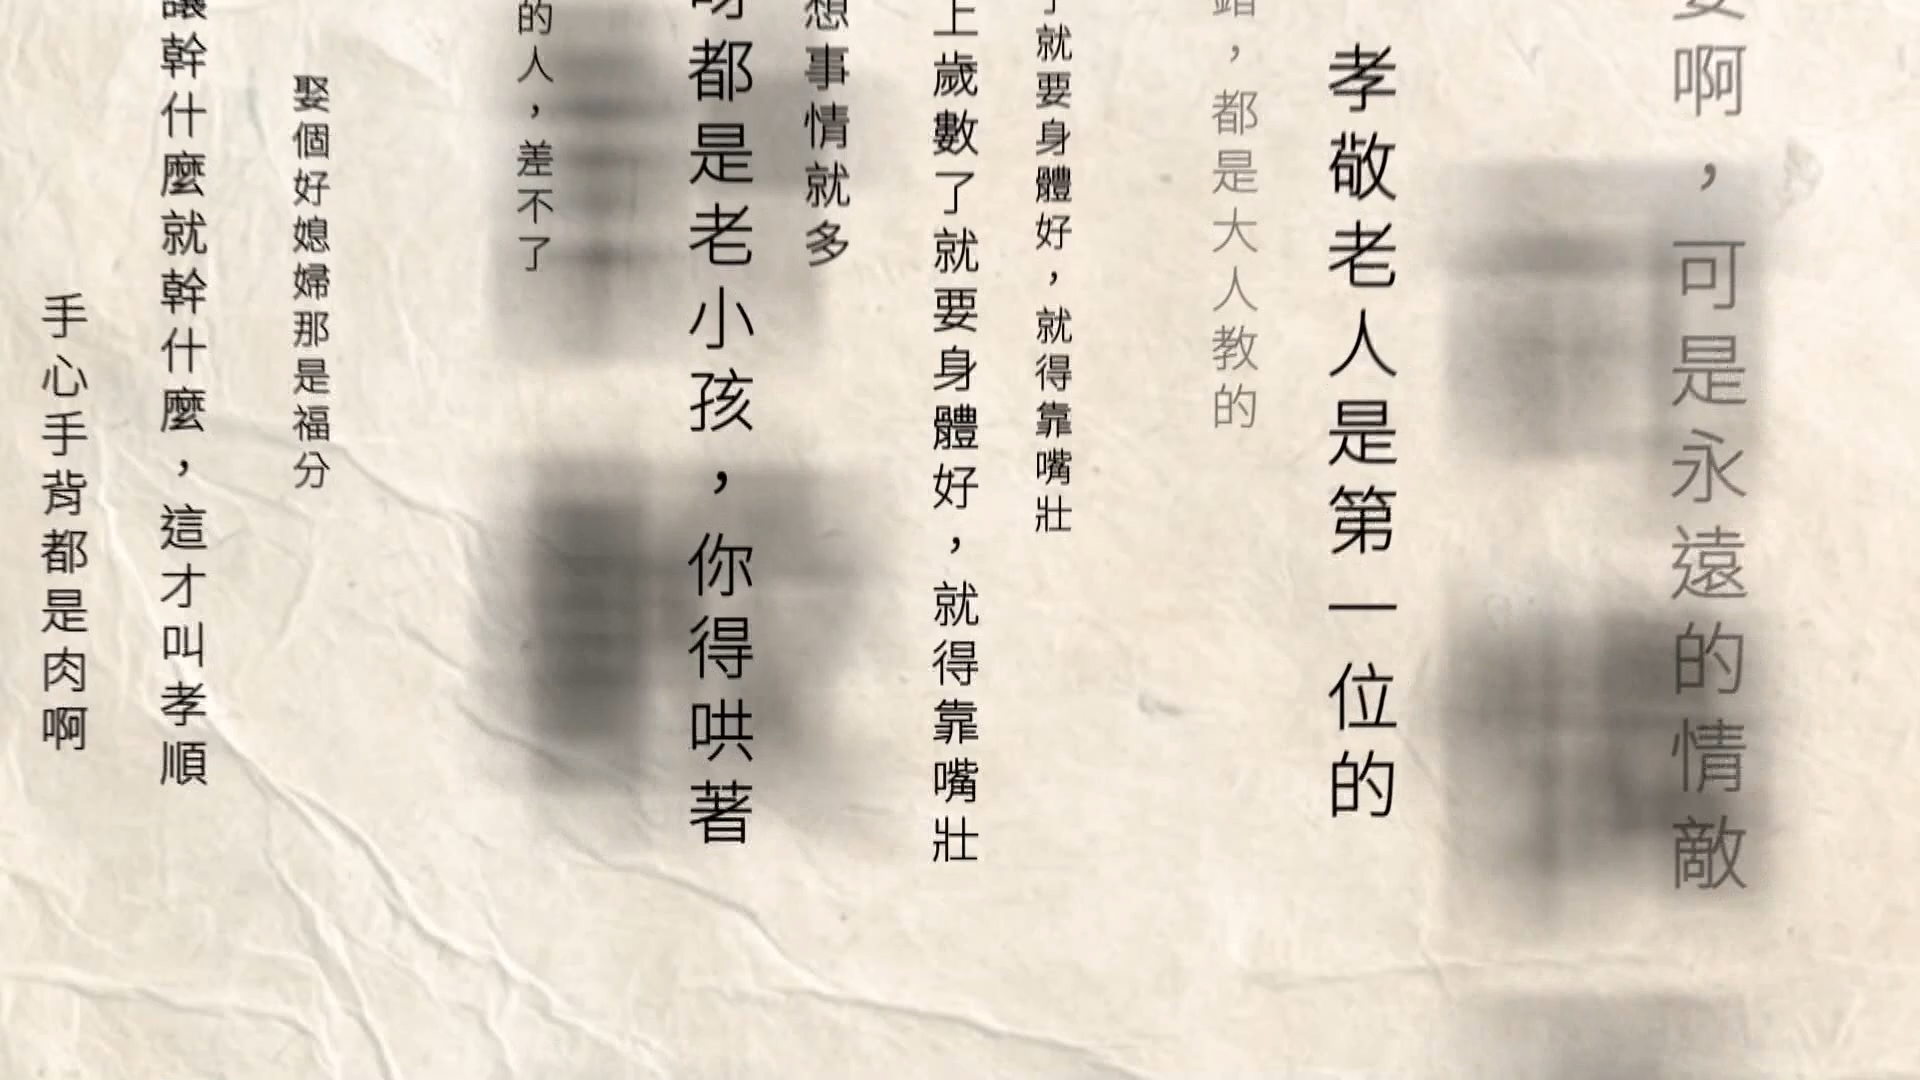 啊，可是永遠的情敵
孝敬老人是第一位的
，都是大人教的
就要身體好，就得靠嘴壯
上歲數了就要身體好，就得靠嘴壯
想事情就多
都是老小孩，你得哄著
的人，差不了
娶個好媳婦那是福分
讓幹什麼就幹什麼，這才叫孝順
手心手背都是肉啊